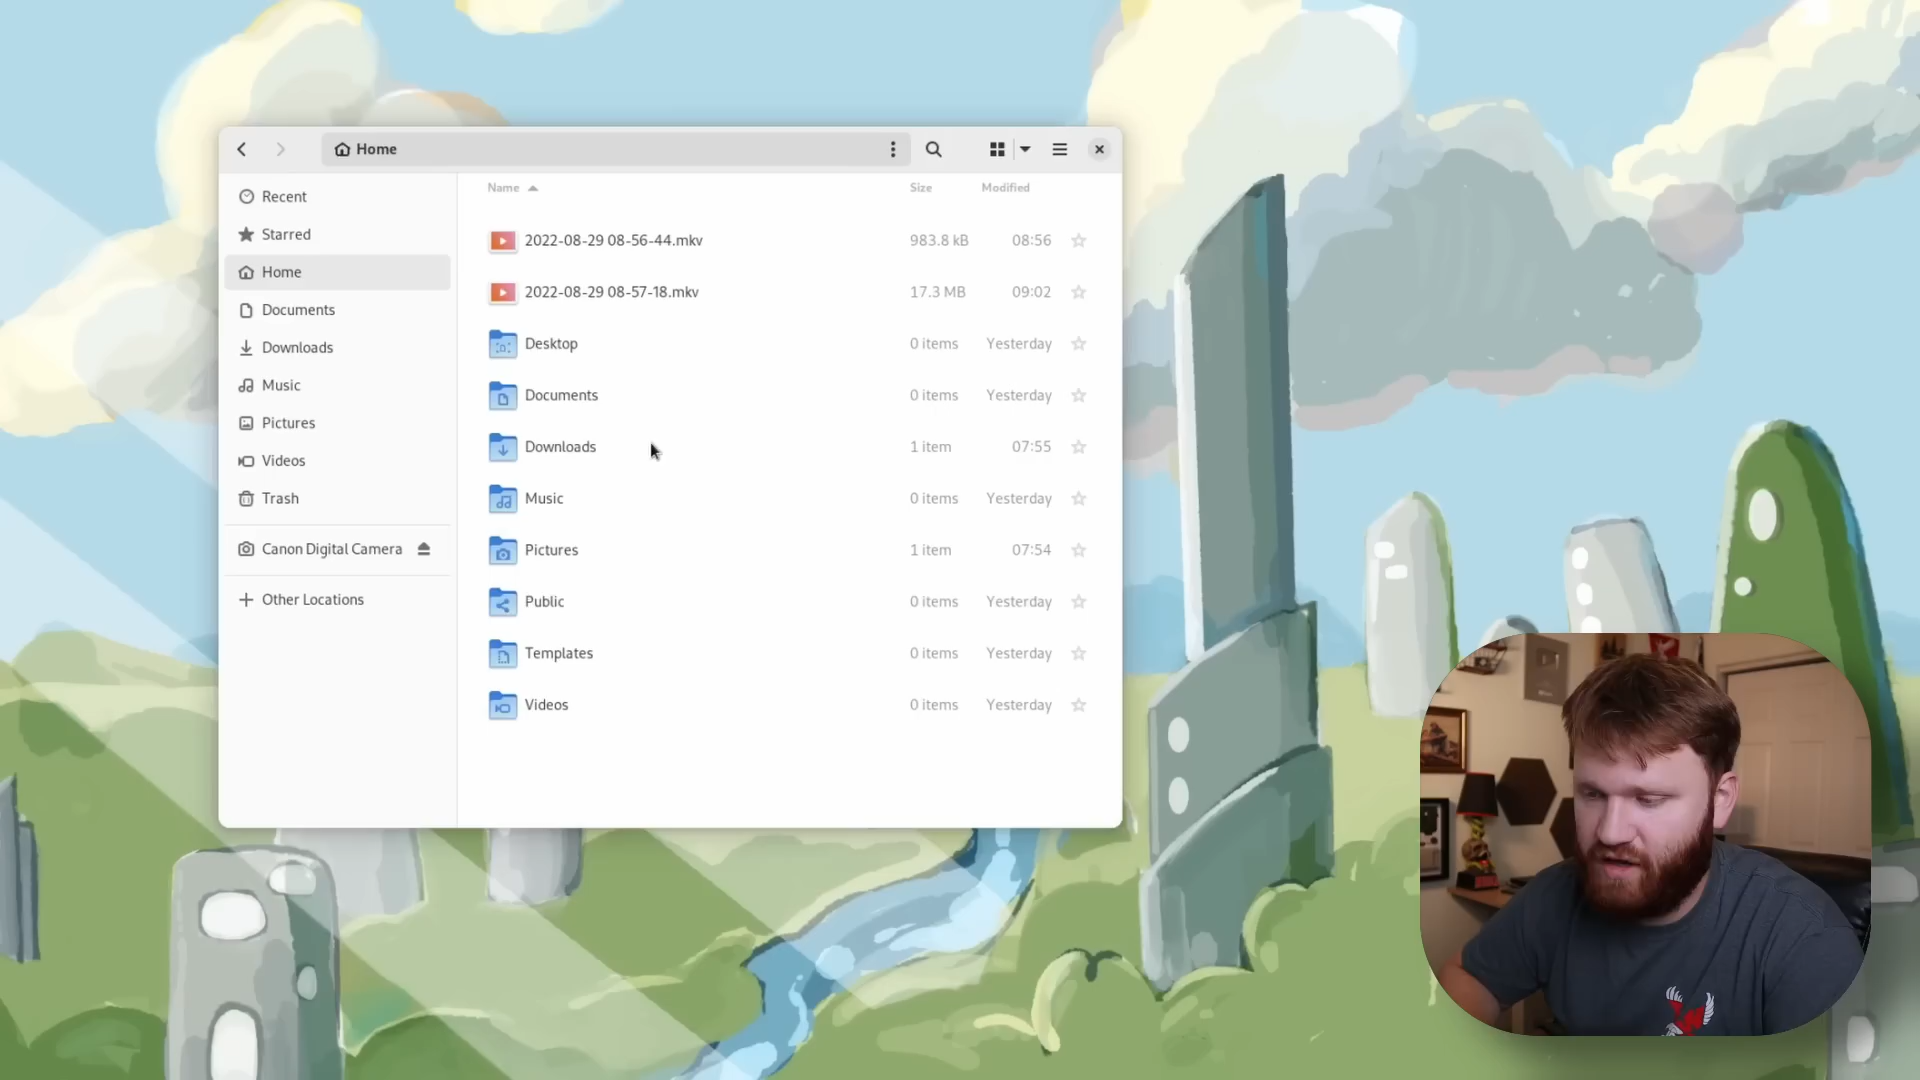 Home
Name Size Modified
Recent
Starred
Home
Documents
Downloads
Music
Pictures
Videos
Trash
Canon Digital Camera
Other Locations
2022-08-29 08-56-44.mkv 983.8 kB 08:56
2022-08-29 08-57-18.mkv 17.3 MB 09:02
Desktop 0 items Yesterday
Documents 0 items Yesterday
Downloads 1 item 07:55
Music 0 items Yesterday
Pictures 1 item 07:54
Public 0 items Yesterday
Templates 0 items Yesterday
Videos 0 items Yesterday